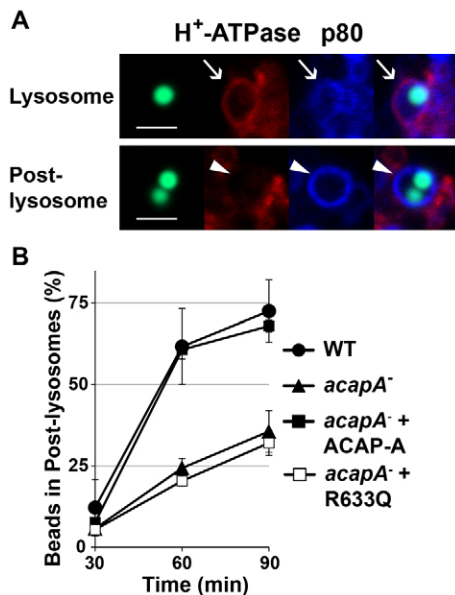 A
H⁺-ATPase p80
Lysosome
Post-
lysosome
B
Beads in Post-lysosomes (%)
75
50
25
0
30 60 90
Time (min)
WT
acapA⁻
acapA⁻ +
ACAP-A
acapA⁻ +
R633Q